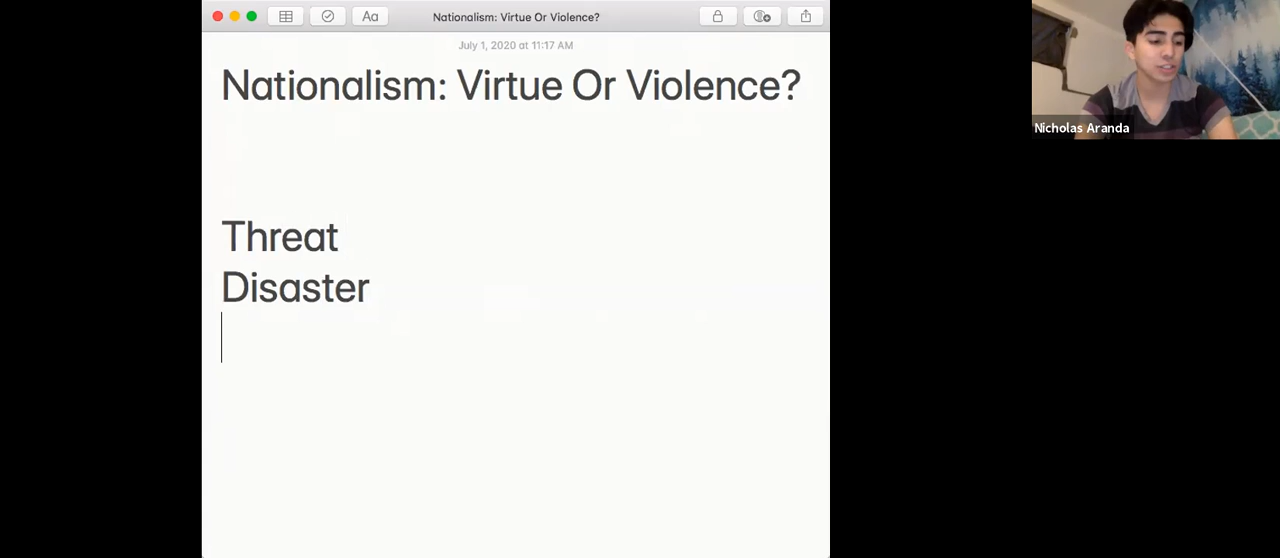 Aa
Nationalism: Virtue Or Violence?
July 1, 2020 at 11:17 AM
Nationalism: Virtue Or Violence?
Threat
Disaster
Nicholas Aranda